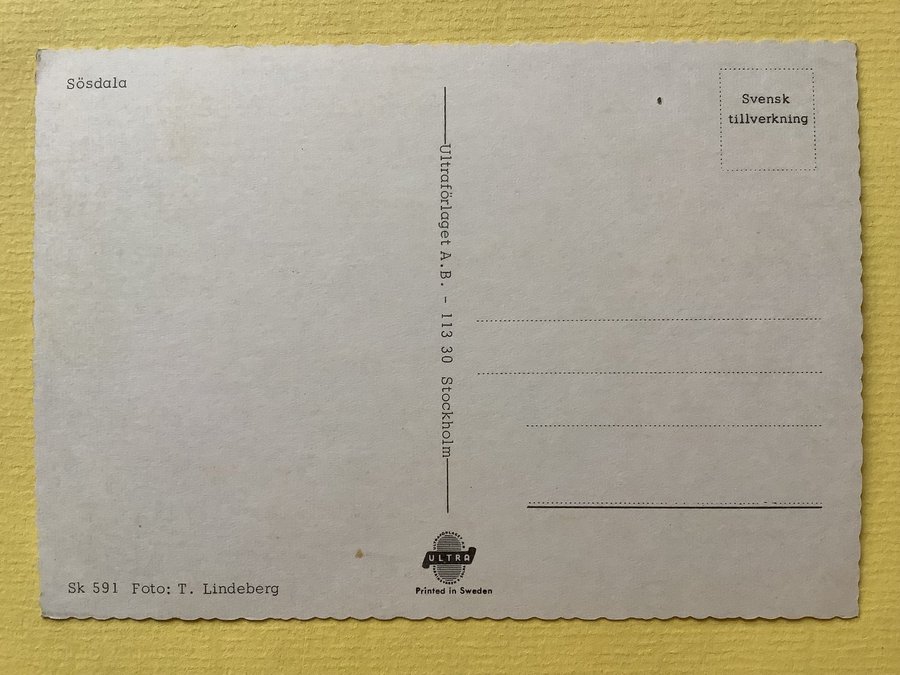 Sösdala
Svensk
tillverkning
Ultraförlaget A.B. - 113 30 Stockholm
ULTRA
Printed in Sweden
Sk 591 Foto: T. Lindeberg